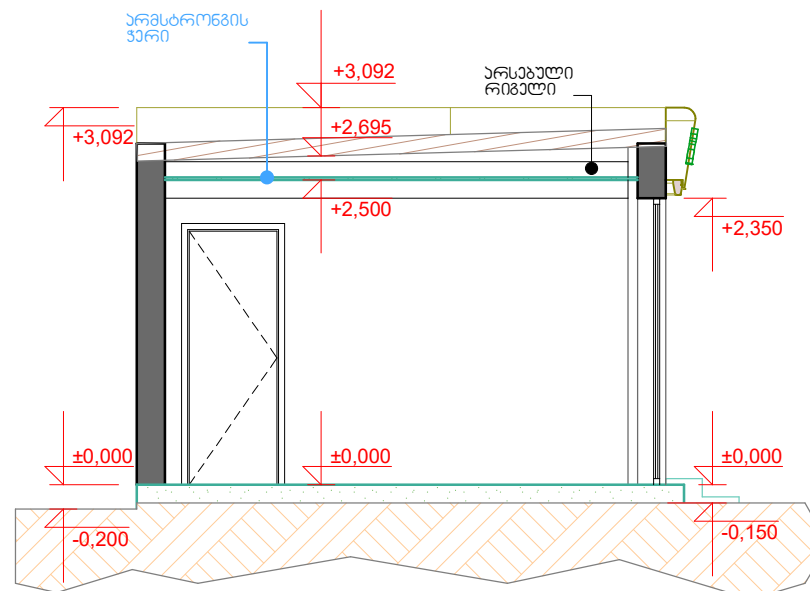 არმსტრონგის
ჭერი
+3,092
არსებული
რიგელი
+3,092
+2,695
+2,500
+2,350
±0,000
±0,000
±0,000
-0,200
-0,150